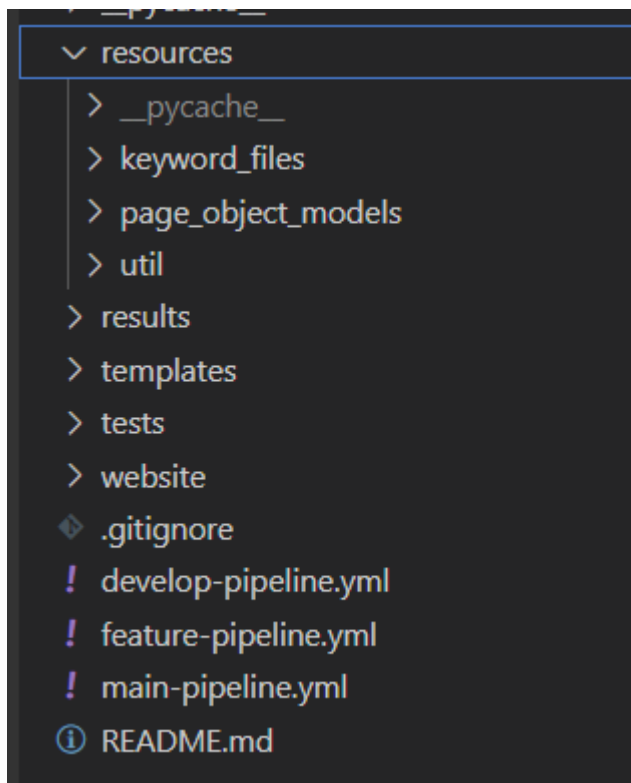 __pycache__
resources
__pycache__
keyword_files
page_object_models
util
results
templates
tests
website
.gitignore
! develop-pipeline.yml
! feature-pipeline.yml
! main-pipeline.yml
README.md